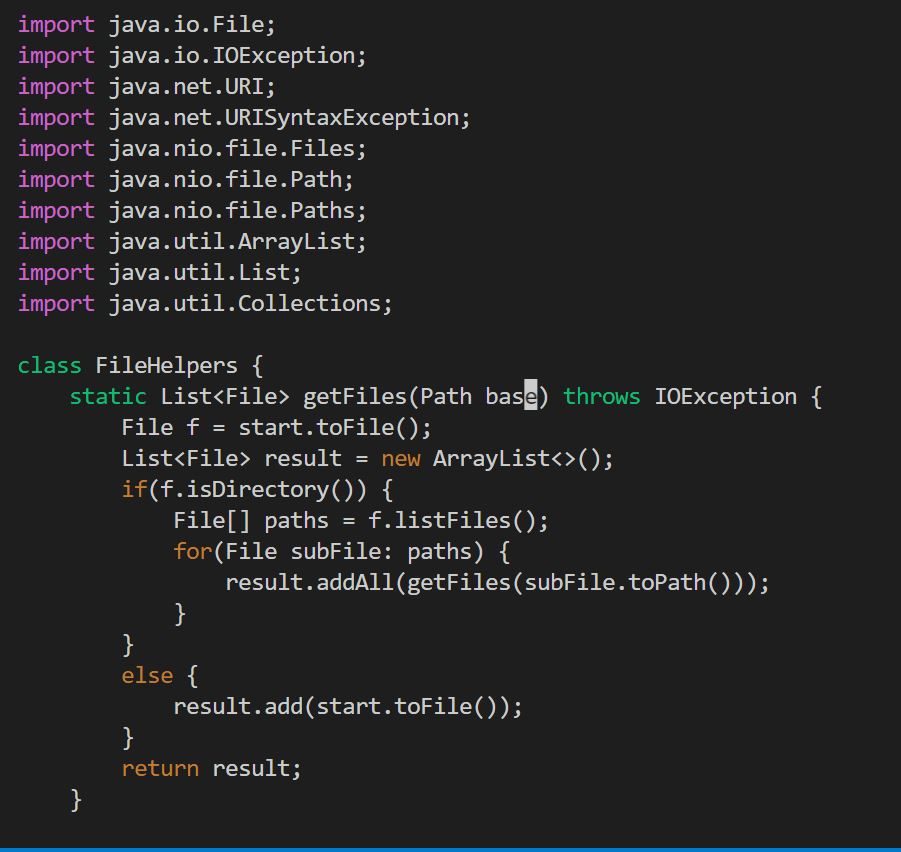 import java.io.File;
import java.io.IOException;
import java.net.URI;
import java.net.URISyntaxException;
import java.nio.file.Files;
import java.nio.file.Path;
import java.nio.file.Paths;
import java.util.ArrayList;
import java.util.List;
import java.util.Collections;

class FileHelpers {
    static List<File> getFiles(Path base) throws IOException {
        File f = start.toFile();
        List<File> result = new ArrayList<>();
        if(f.isDirectory()) {
            File[] paths = f.listFiles();
            for(File subFile: paths) {
                result.addAll(getFiles(subFile.toPath()));
            }
        }
        else {
            result.add(start.toFile());
        }
        return result;
    }